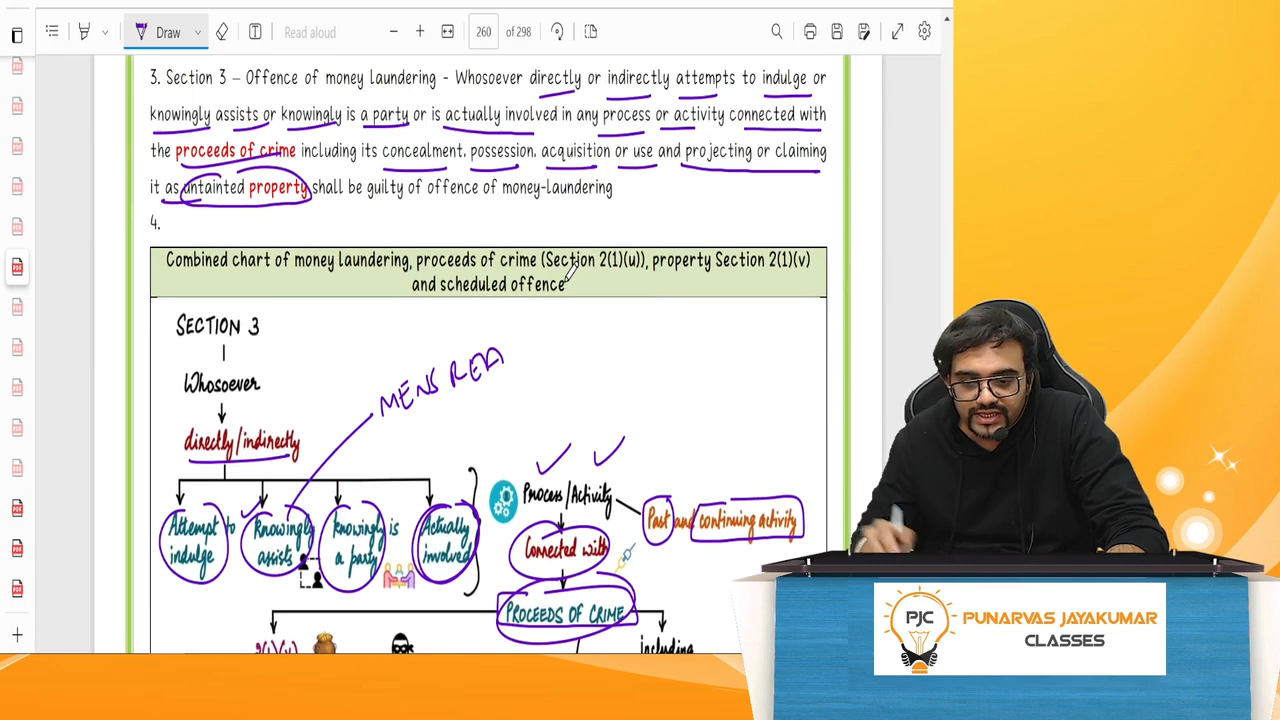 Draw
Read aloud
260 of 298
3. Section 3 – Offence of money laundering - Whosoever directly or indirectly attempts to indulge or
knowingly assists or knowingly is a party or is actually involved in any process or activity connected with
the proceeds of crime including its concealment, possession, acquisition or use and projecting or claiming
it as untainted property shall be guilty of offence of money-laundering
4.
Combined chart of money laundering, proceeds of crime (Section 2(1)(u)), property Section 2(1)(v)
and scheduled offence
SECTION 3
Whosoever
MENS REA
directly/indirectly
Attempt to
indulge
Knowingly
assists
Knowingly is
a party
Actually
involved
Process/Activity
Past and continuing activity
Connected with
PROCEEDS OF CRIME
including
PJC
PUNARVAS JAYAKUMAR
CLASSES